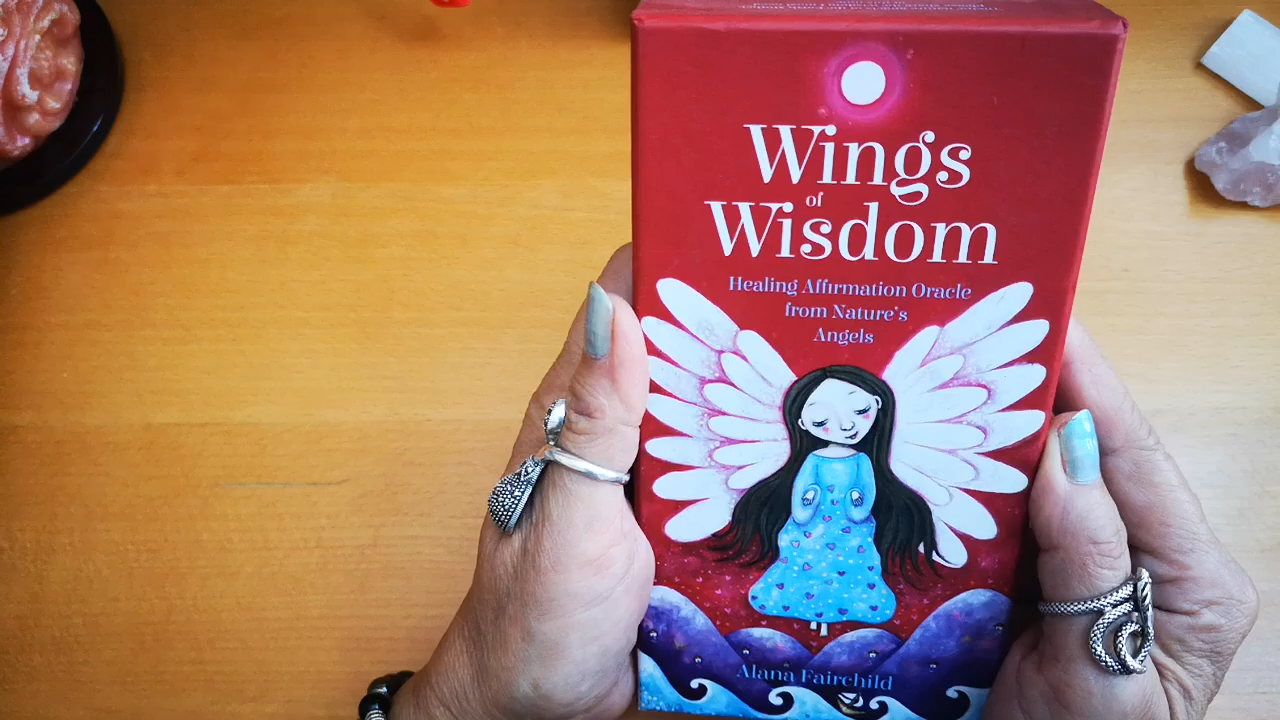 Wings
of
Wisdom
Healing Affirmation Oracle
from Nature's
Angels
Alana Fairchild